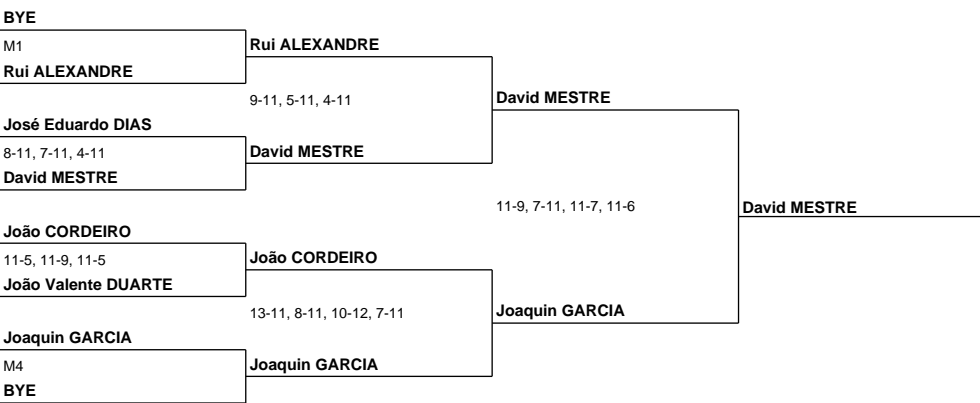 BYE
M1
Rui ALEXANDRE
Rui ALEXANDRE
9-11, 5-11, 4-11
David MESTRE
José Eduardo DIAS
8-11, 7-11, 4-11
David MESTRE
David MESTRE
11-9, 7-11, 11-7, 11-6
David MESTRE
João CORDEIRO
11-5, 11-9, 11-5
João Valente DUARTE
João CORDEIRO
13-11, 8-11, 10-12, 7-11
Joaquin GARCIA
Joaquin GARCIA
M4
BYE
Joaquin GARCIA